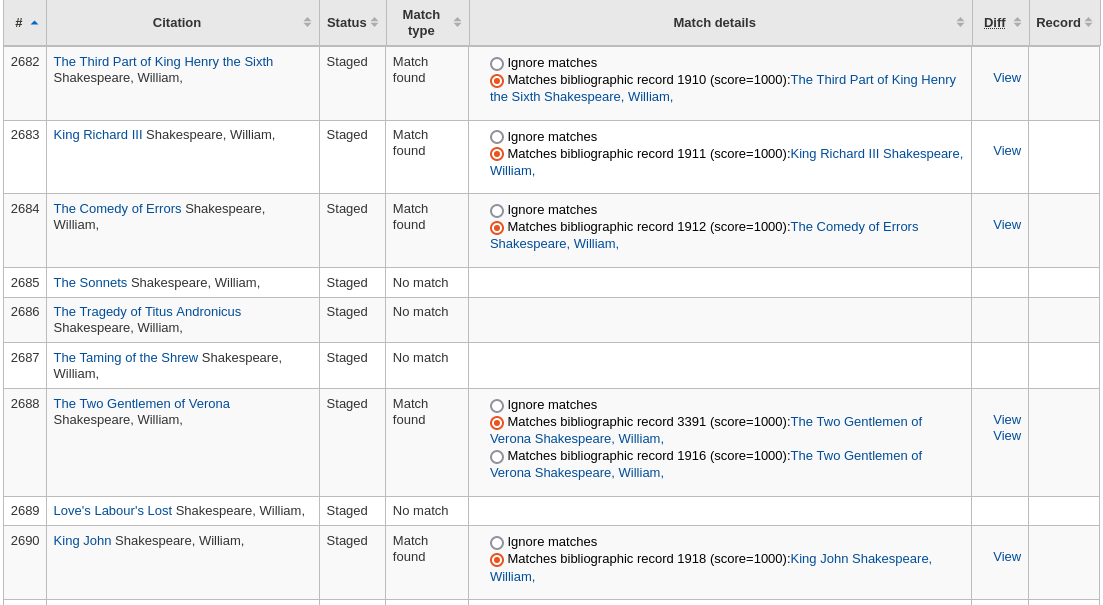 # Citation Status Match type Match details Diff Record
2682 The Third Part of King Henry the Sixth Staged Match Ignore matches
Shakespeare, William, found Matches bibliographic record 1910 (score=1000):The Third Part of King Henry View
the Sixth Shakespeare, William,
2683 King Richard III Shakespeare, William, Staged Match Ignore matches
found Matches bibliographic record 1911 (score=1000):King Richard III Shakespeare, View
William,
2684 The Comedy of Errors Shakespeare, Staged Match Ignore matches
William, found Matches bibliographic record 1912 (score=1000):The Comedy of Errors View
Shakespeare, William,
2685 The Sonnets Shakespeare, William, Staged No match
2686 The Tragedy of Titus Andronicus Staged No match
Shakespeare, William,
2687 The Taming of the Shrew Shakespeare, Staged No match
William,
2688 The Two Gentlemen of Verona Staged Match Ignore matches
Shakespeare, William, found Matches bibliographic record 3391 (score=1000):The Two Gentlemen of View
Verona Shakespeare, William, View
Matches bibliographic record 1916 (score=1000):The Two Gentlemen of
Verona Shakespeare, William,
2689 Love's Labour's Lost Shakespeare, William, Staged No match
2690 King John Shakespeare, William, Staged Match Ignore matches
found Matches bibliographic record 1918 (score=1000):King John Shakespeare, View
William,